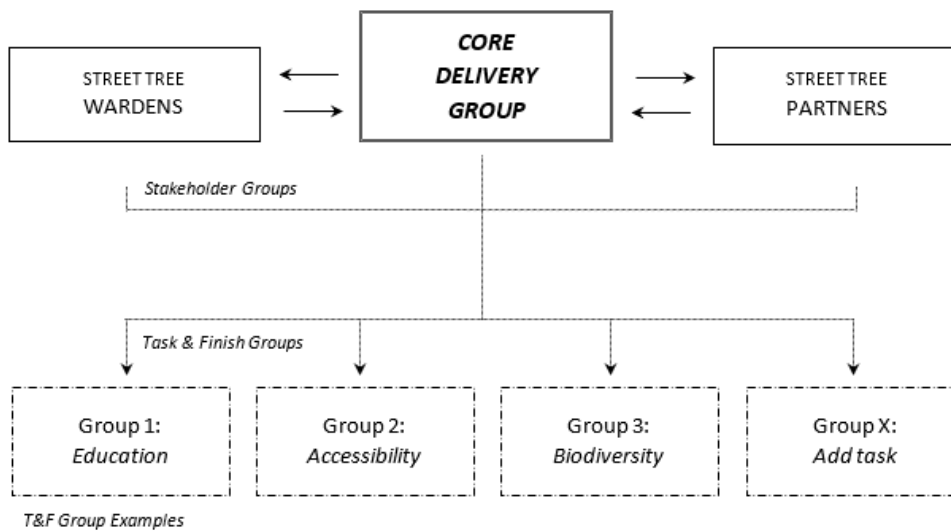 CORE
DELIVERY
GROUP
STREET TREE
WARDENS
STREET TREE
PARTNERS
Stakeholder Groups
Task & Finish Groups
Group 1:
Education
Group 2:
Accessibility
Group 3:
Biodiversity
Group X:
Add task
T&F Group Examples